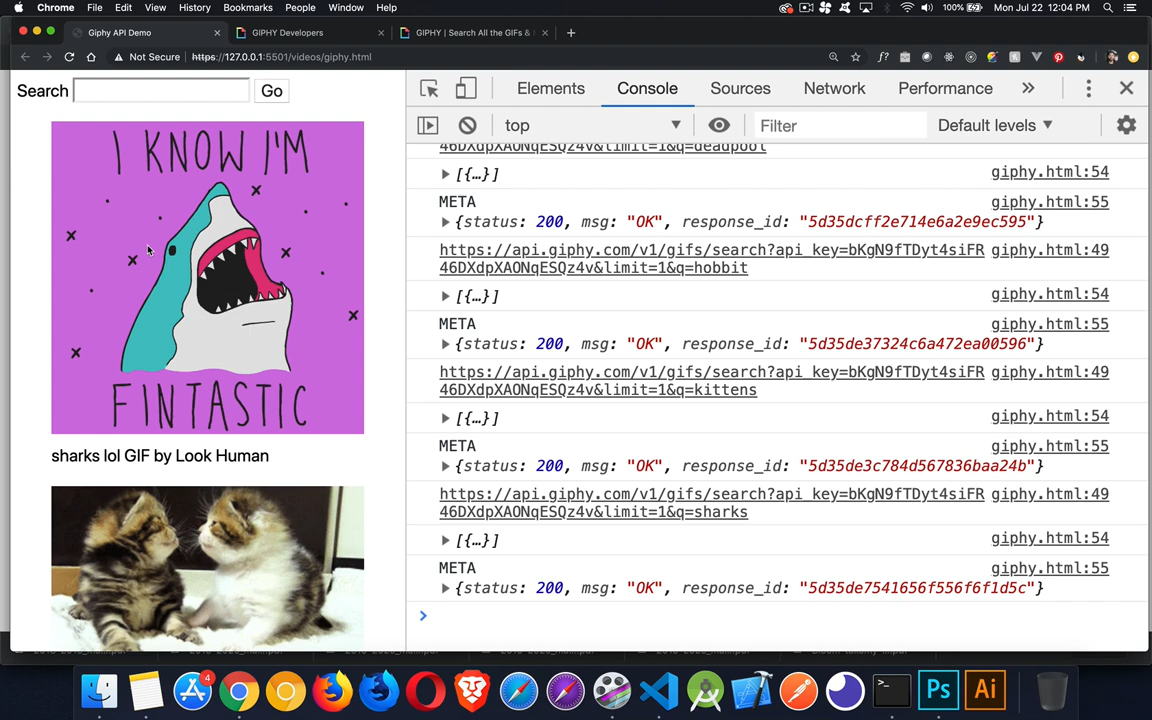 Chrome File Edit View History Bookmarks People Window Help
4 100% Mon Jul 22 12:04 PM
Giphy API Demo × GIPHY Developers × GIPHY | Search All the GIFs & × +
Not Secure https://127.0.0.1:5501/videos/giphy.html
Search Go
I KNOW I'M
FINTASTIC
sharks lol GIF by Look Human
Elements Console Sources Network Performance »
top Filter Default levels
46DXdpXAONqESQz4v&limit=1&q=deadpool
[{…}] giphy.html:54
META giphy.html:55
{status: 200, msg: "OK", response_id: "5d35dcff2e714e6a2e9ec595"}
https://api.giphy.com/v1/gifs/search?api_key=bKgN9fTDyt4siFR giphy.html:49
46DXdpXAONqESQz4v&limit=1&q=hobbit
[{…}] giphy.html:54
META giphy.html:55
{status: 200, msg: "OK", response_id: "5d35de37324c6a472ea00596"}
https://api.giphy.com/v1/gifs/search?api_key=bKgN9fTDyt4siFR giphy.html:49
46DXdpXAONqESQz4v&limit=1&q=kittens
[{…}] giphy.html:54
META giphy.html:55
{status: 200, msg: "OK", response_id: "5d35de3c784d567836baa24b"}
https://api.giphy.com/v1/gifs/search?api_key=bKgN9fTDyt4siFR giphy.html:49
46DXdpXAONqESQz4v&limit=1&q=sharks
[{…}] giphy.html:54
META giphy.html:55
{status: 200, msg: "OK", response_id: "5d35de7541656f556f6f1d5c"}
4
Ps Ai